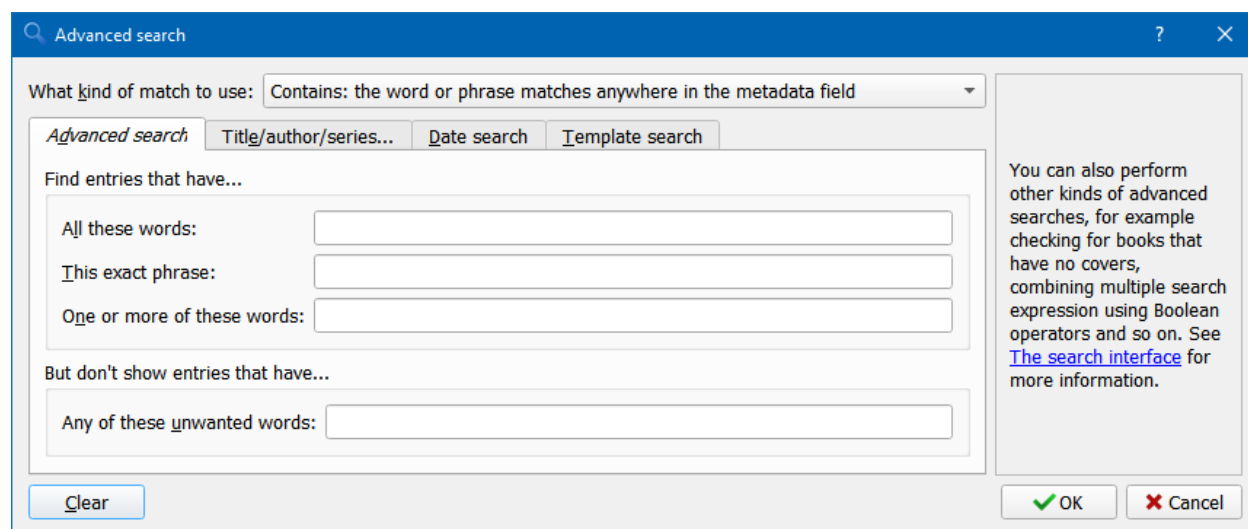 Advanced search
?
What kind of match to use: Contains: the word or phrase matches anywhere in the metadata field
Advanced search Title/author/series... Date search Template search
Find entries that have...
All these words:
This exact phrase:
One or more of these words:
But don't show entries that have...
Any of these unwanted words:
You can also perform
other kinds of advanced
searches, for example
checking for books that
have no covers,
combining multiple search
expression using Boolean
operators and so on. See
The search interface for
more information.
Clear
OK Cancel